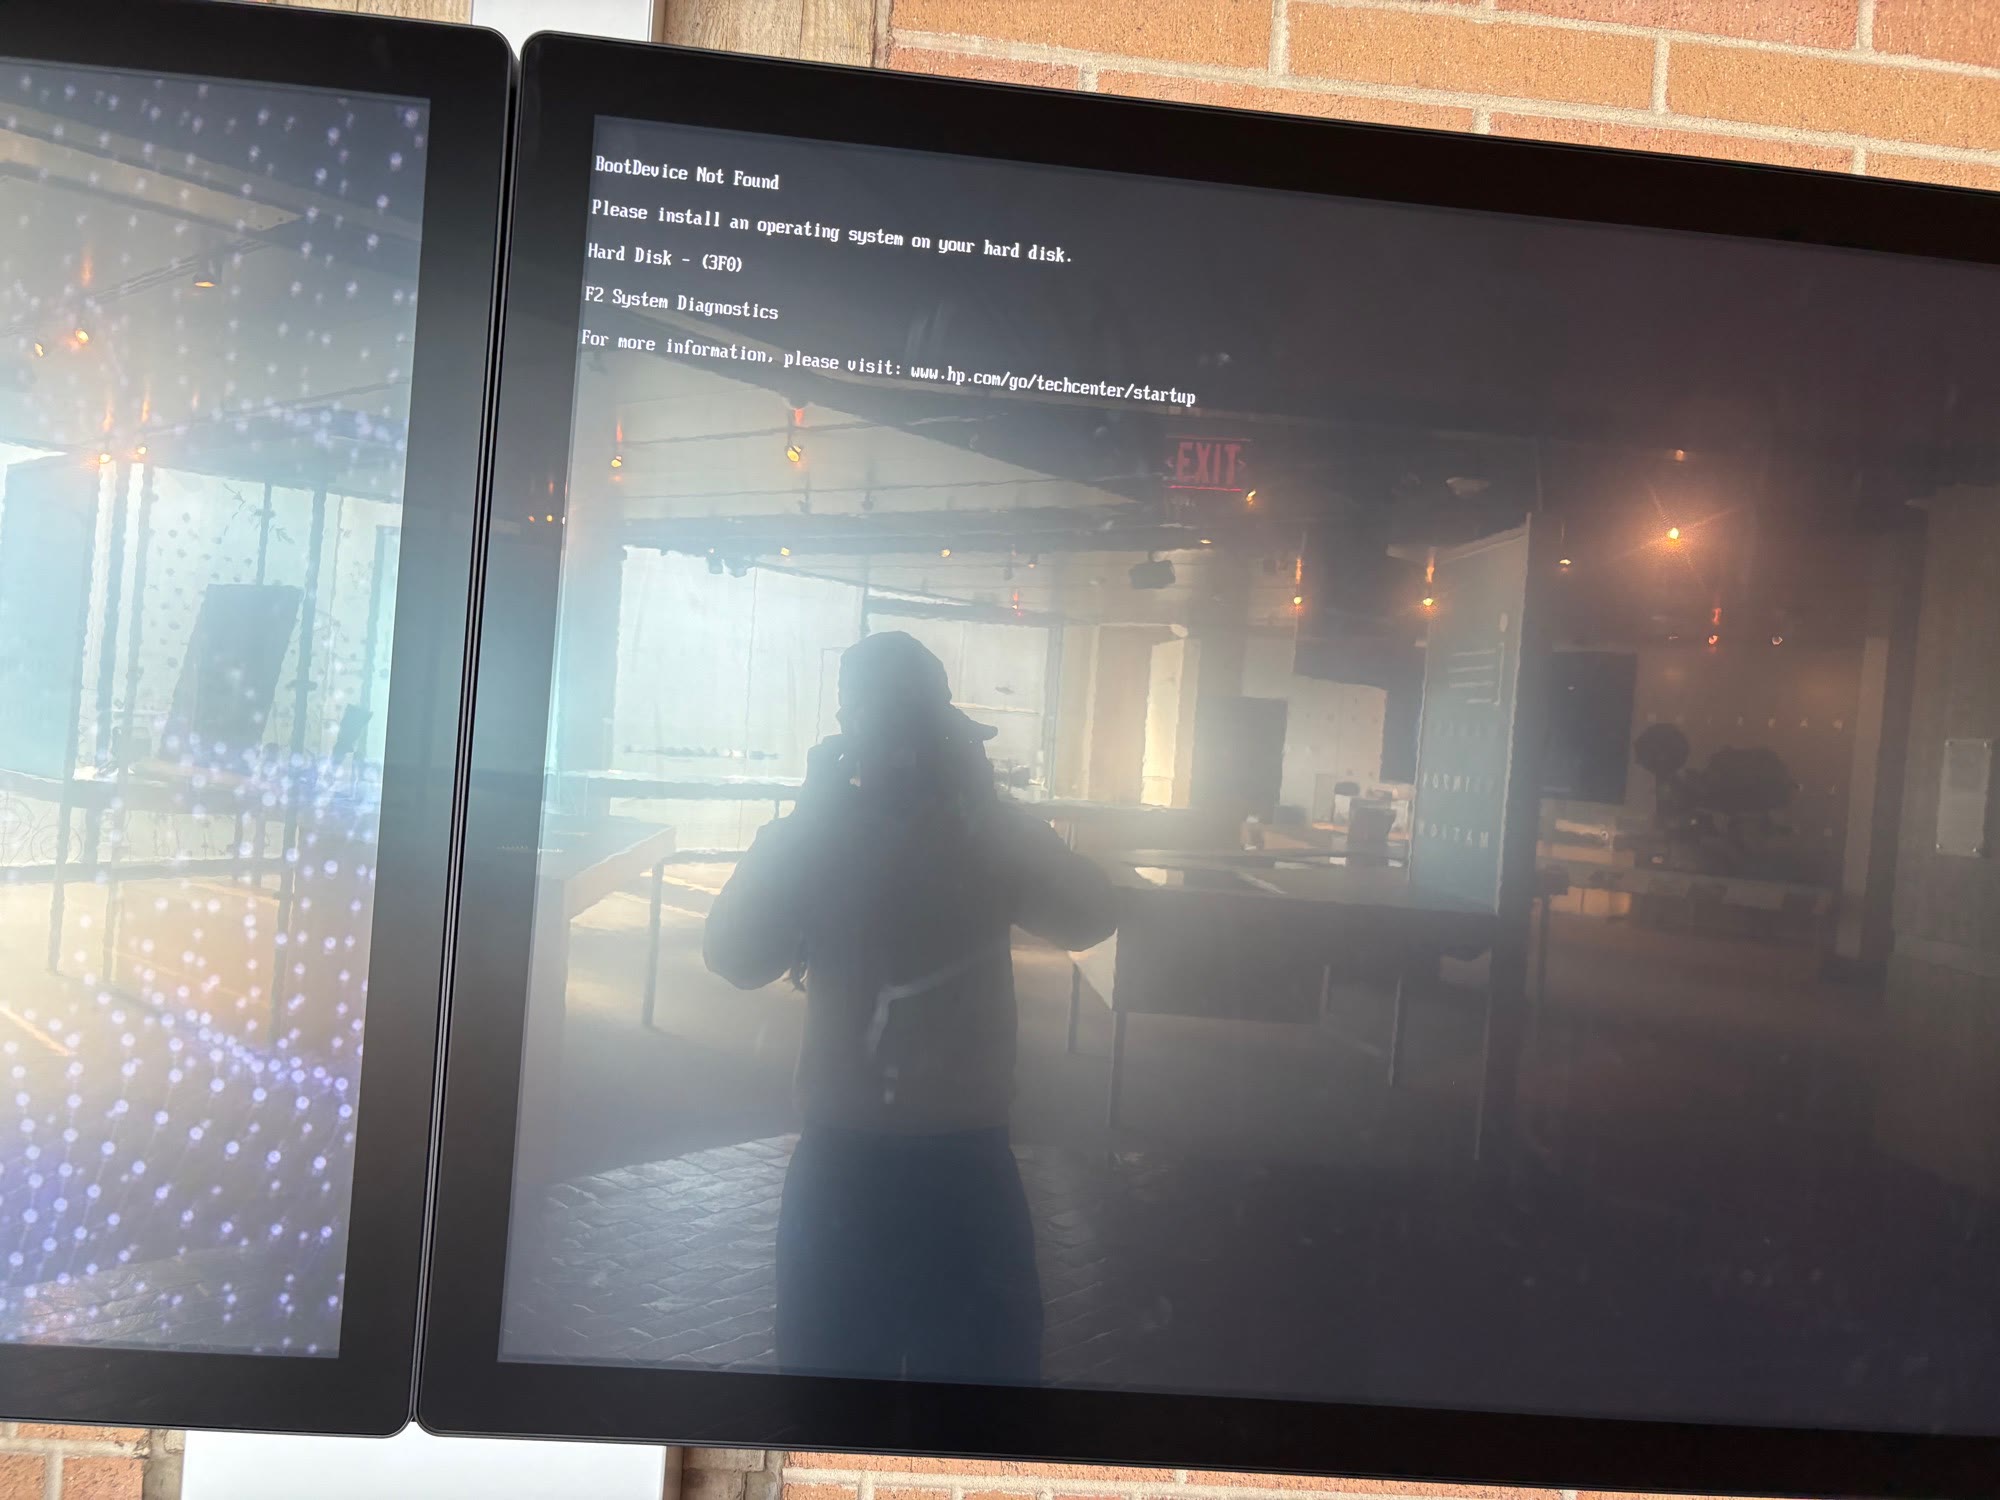 BootDevice Not Found
Please install an operating system on your hard disk.
Hard Disk - (3F0)
F2 System Diagnostics
For more information, please visit: www.hp.com/go/techcenter/startup
EXIT